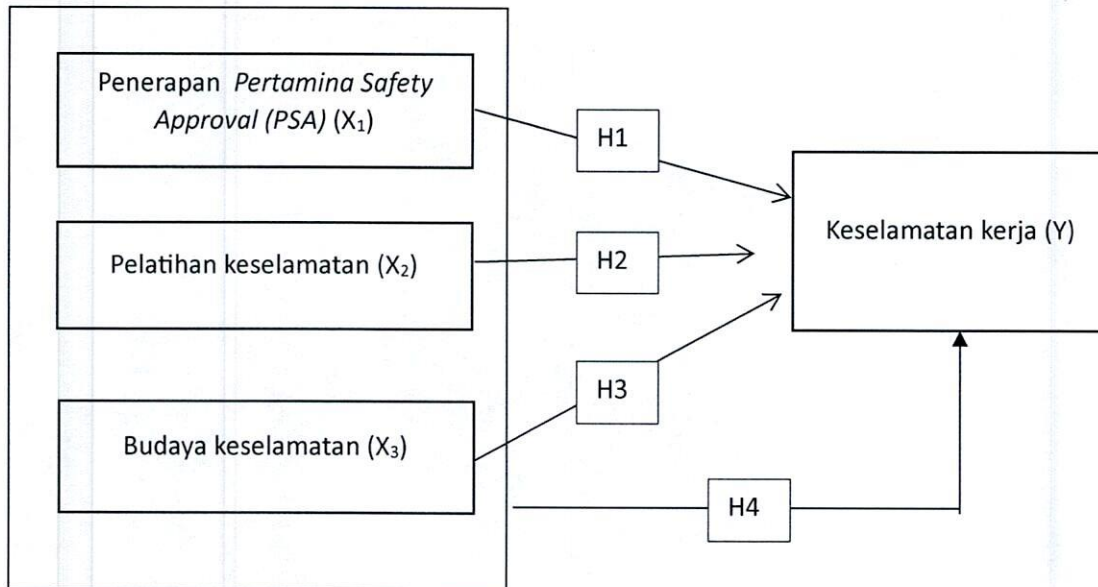 Penerapan Pertamina Safety
Approval (PSA) (X₁)
H1
Keselamatan kerja (Y)
Pelatihan keselamatan (X₂)
H2
H3
Budaya keselamatan (X₃)
H4